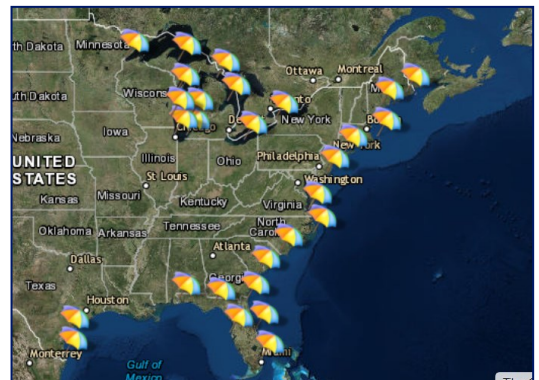 th Dakota
Minnesota
Ottawa
Montreal
uth Dakota
Wiscons
New York
Nebraska
Iowa
UNITED
STATES
Illinois
Ohio
Philadelphia
New York
St Louis
Washington
Kansas
Missouri
Kentucky
Virginia
Oklahoma
Arkansas
Tennessee
North
Carol
Atlanta
Dallas
Georgi
Texas
Houston
Monterrey
Gulf of
Mexico